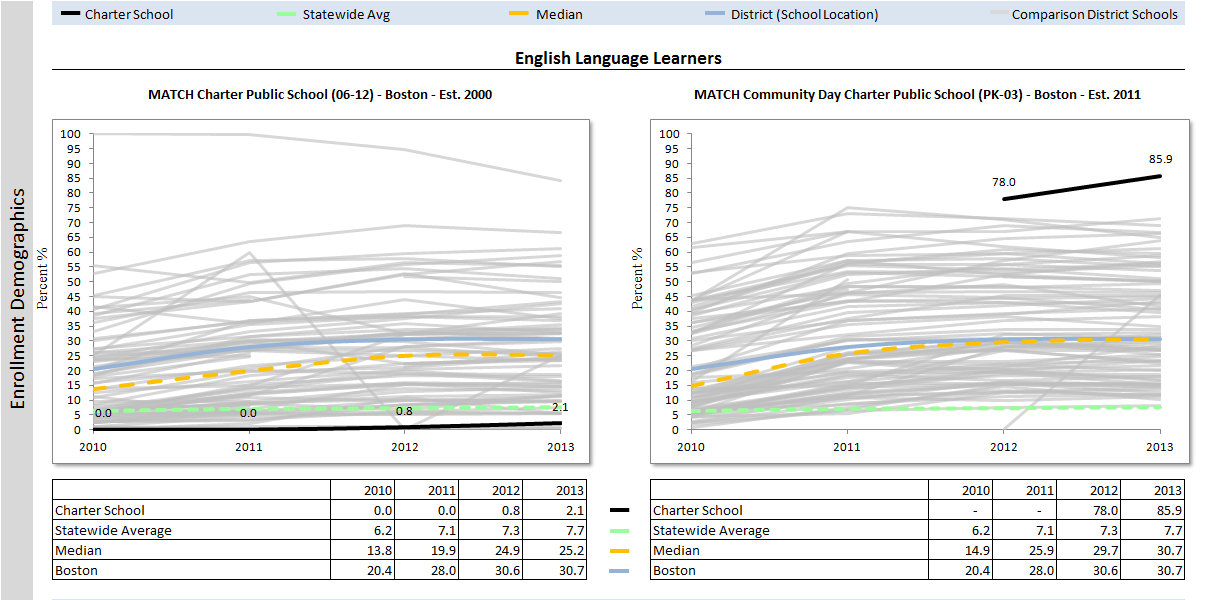 Charter School Statewide Avg Median District (School Location) Comparison District Schools
English Language Learners
Enrollment Demographics
MATCH Charter Public School (06-12) - Boston - Est. 2000
Percent %
100
95
90
85
80
75
70
65
60
55
50
45
40
35
30
25
20
15
10
5
0
0.0 0.0 0.8 2.1
2010 2011 2012 2013
2010 2011 2012 2013
Charter School 0.0 0.0 0.8 2.1
Statewide Average 6.2 7.1 7.3 7.7
Median 13.8 19.9 24.9 25.2
Boston 20.4 28.0 30.6 30.7
MATCH Community Day Charter Public School (PK-03) - Boston - Est. 2011
Percent %
100
95
90
85
80
75
70
65
60
55
50
45
40
35
30
25
20
15
10
5
0
78.0 85.9
2010 2011 2012 2013
2010 2011 2012 2013
Charter School - - 78.0 85.9
Statewide Average 6.2 7.1 7.3 7.7
Median 14.9 25.9 29.7 30.7
Boston 20.4 28.0 30.6 30.7